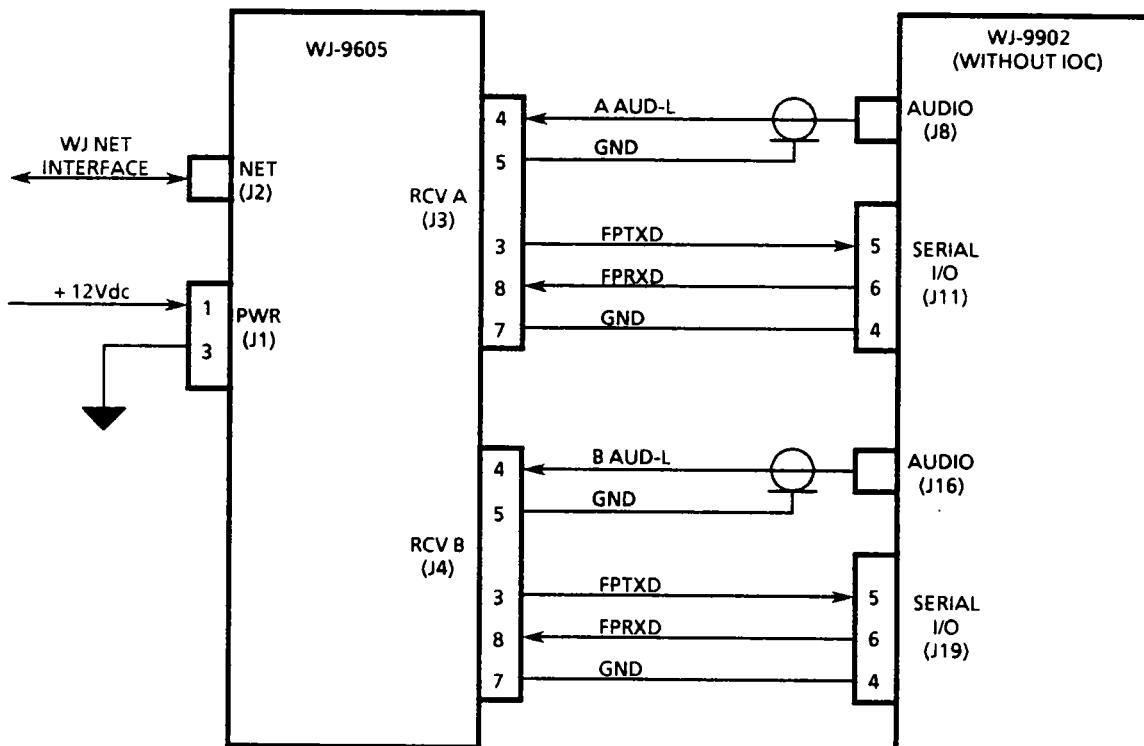 WJ-9605
WJ NET
INTERFACE
NET
(J2)
+ 12Vdc
1
3
PWR
(J1)
RCV A
(J3)
4
5
3
8
7
A AUD-L
GND
FPTXD
FPRXD
GND
RCV B
(J4)
4
5
3
8
7
B AUD-L
GND
FPTXD
FPRXD
GND
WJ-9902
(WITHOUT IOC)
AUDIO
(J8)
5
6
4
SERIAL
I/O
(J11)
AUDIO
(J16)
5
6
4
SERIAL
I/O
(J19)